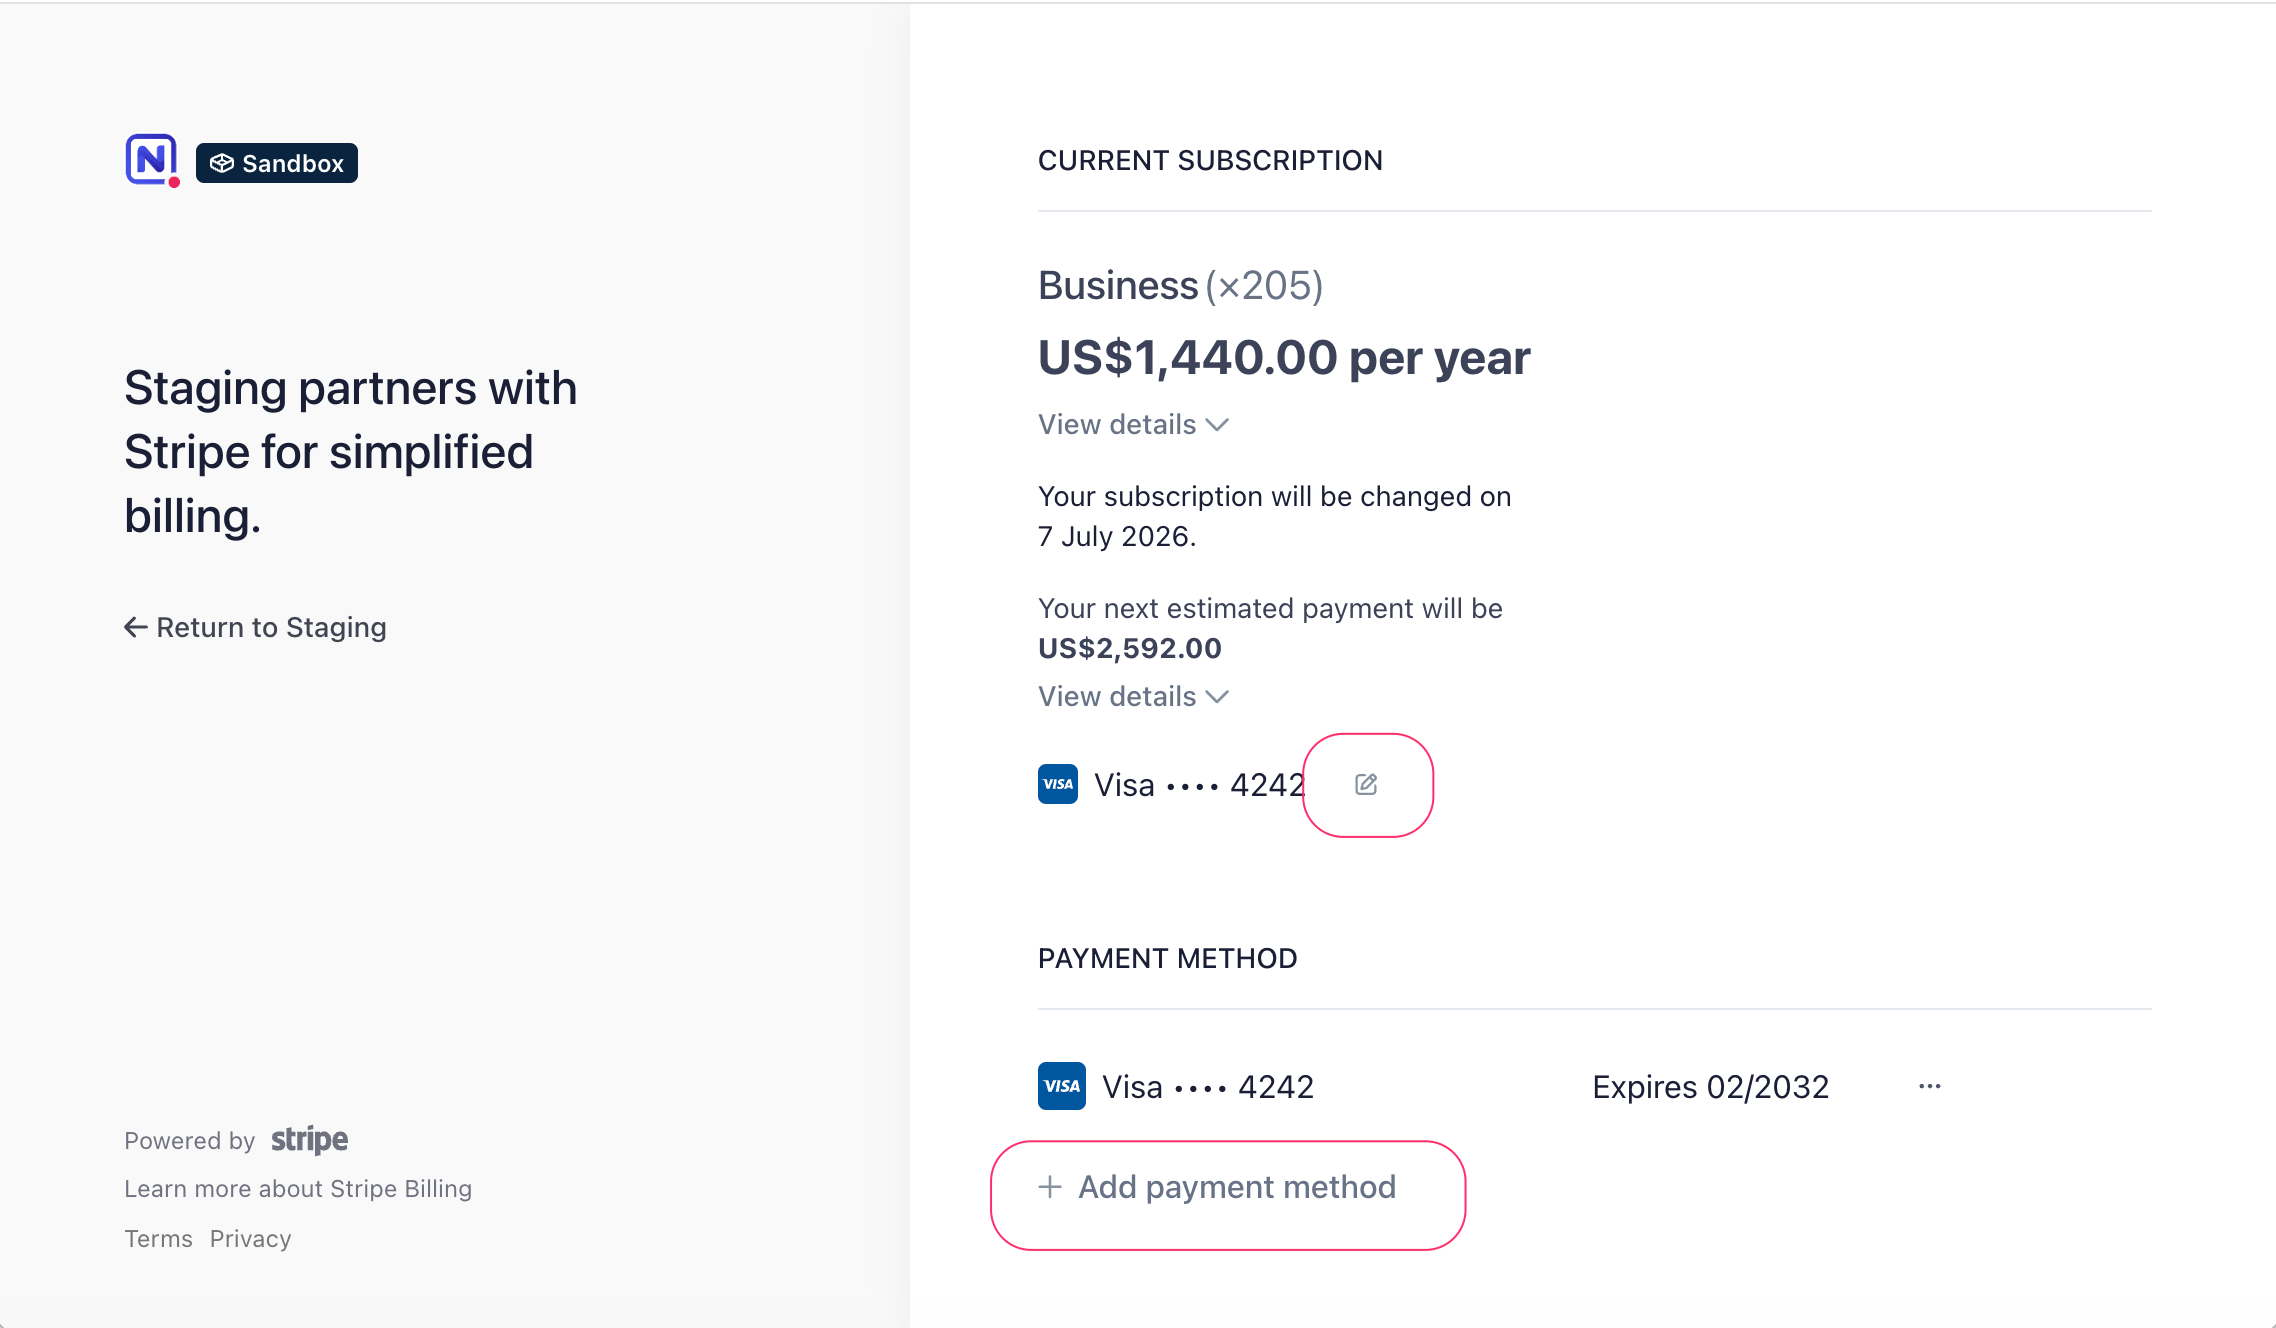 N
Sandbox
Staging partners with
Stripe for simplified
billing.
← Return to Staging
Powered by stripe
Learn more about Stripe Billing
Terms Privacy
CURRENT SUBSCRIPTION
Business (×205)
US$1,440.00 per year
View details
Your subscription will be changed on
7 July 2026.
Your next estimated payment will be
US$2,592.00
View details
VISA Visa •••• 4242
PAYMENT METHOD
VISA Visa •••• 4242 Expires 02/2032 ···
+ Add payment method